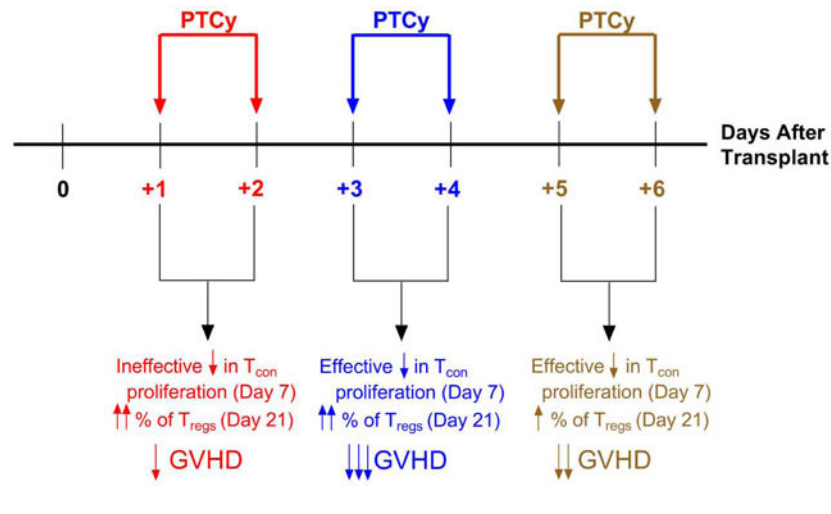 PTCy PTCy PTCy
Days After
Transplant
0 +1 +2 +3 +4 +5 +6
Ineffective ↓ in Tcon
proliferation (Day 7)
↑↑ % of Tregs (Day 21)
↓ GVHD
Effective ↓ in Tcon
proliferation (Day 7)
↑↑ % of Tregs (Day 21)
↓↓↓ GVHD
Effective ↓ in Tcon
proliferation (Day 7)
↑ % of Tregs (Day 21)
↓↓ GVHD